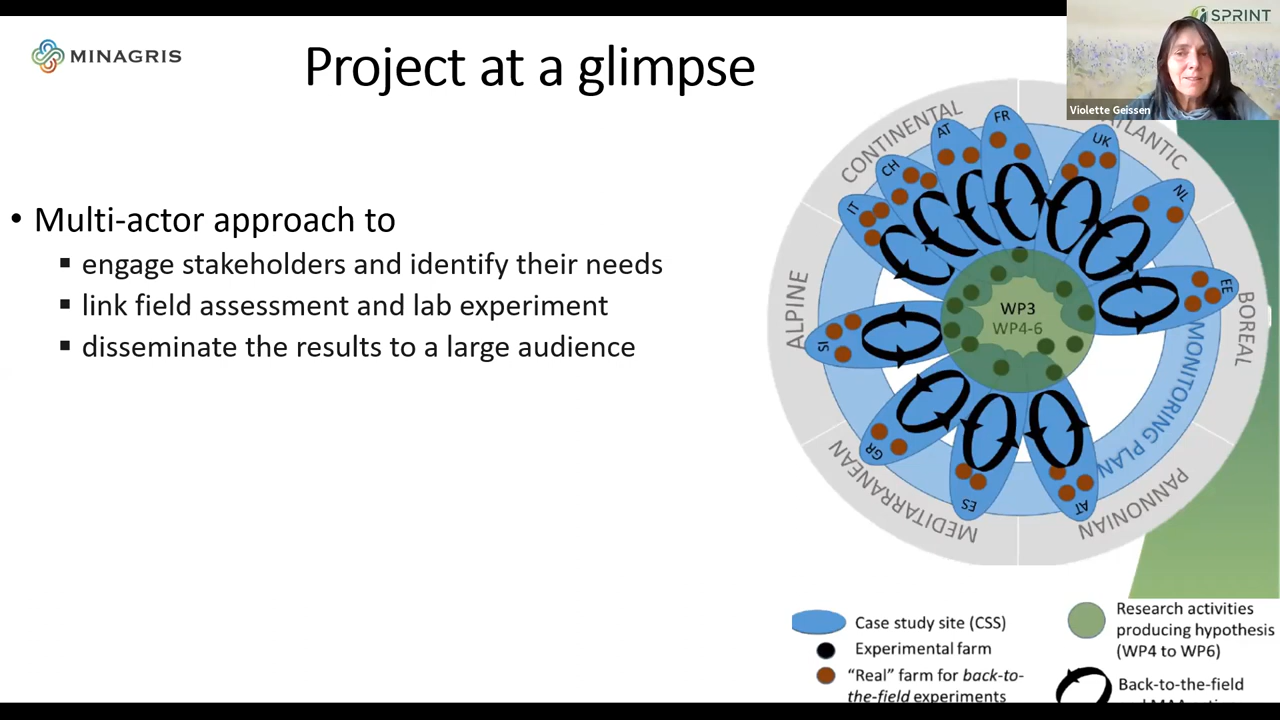 MINAGRIS
Project at a glimpse
SPRINT
Violette Geissen
• Multi-actor approach to
▪ engage stakeholders and identify their needs
▪ link field assessment and lab experiment
▪ disseminate the results to a large audience
CONTINENTAL
ATLANTIC
BOREAL
PANNONIAN
MEDITARRANEAN
ALPINE
MONITORING PLAN
IT
CH
AT
FR
UK
NL
EE
AT
ES
GR
SI
WP3
WP4-6
Case study site (CSS)
Experimental farm
“Real” farm for back-to-
the-field experiments
Research activities
producing hypothesis
(WP4 to WP6)
Back-to-the-field